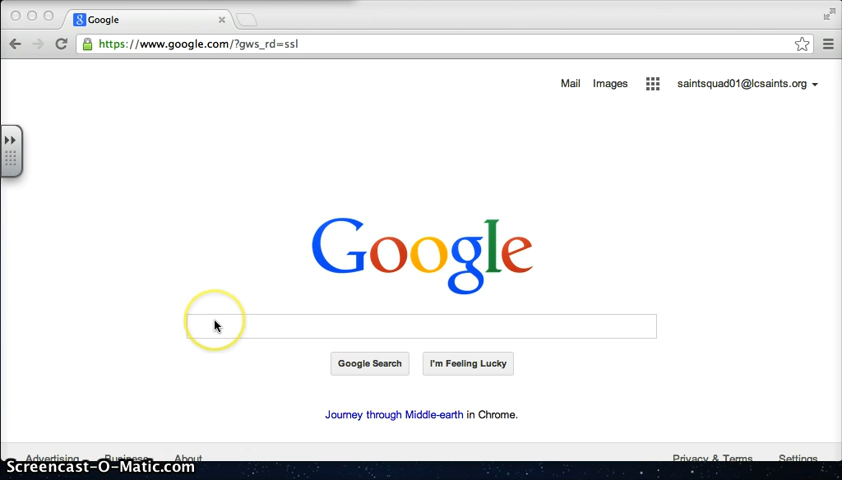 Google
https://www.google.com/?gws_rd=ssl
Mail Images saintsquad01@lcsaints.org
Google
Google Search I'm Feeling Lucky
Journey through Middle-earth in Chrome.
Advertising Business About Privacy & Terms Settings
Screencast-O-Matic.com